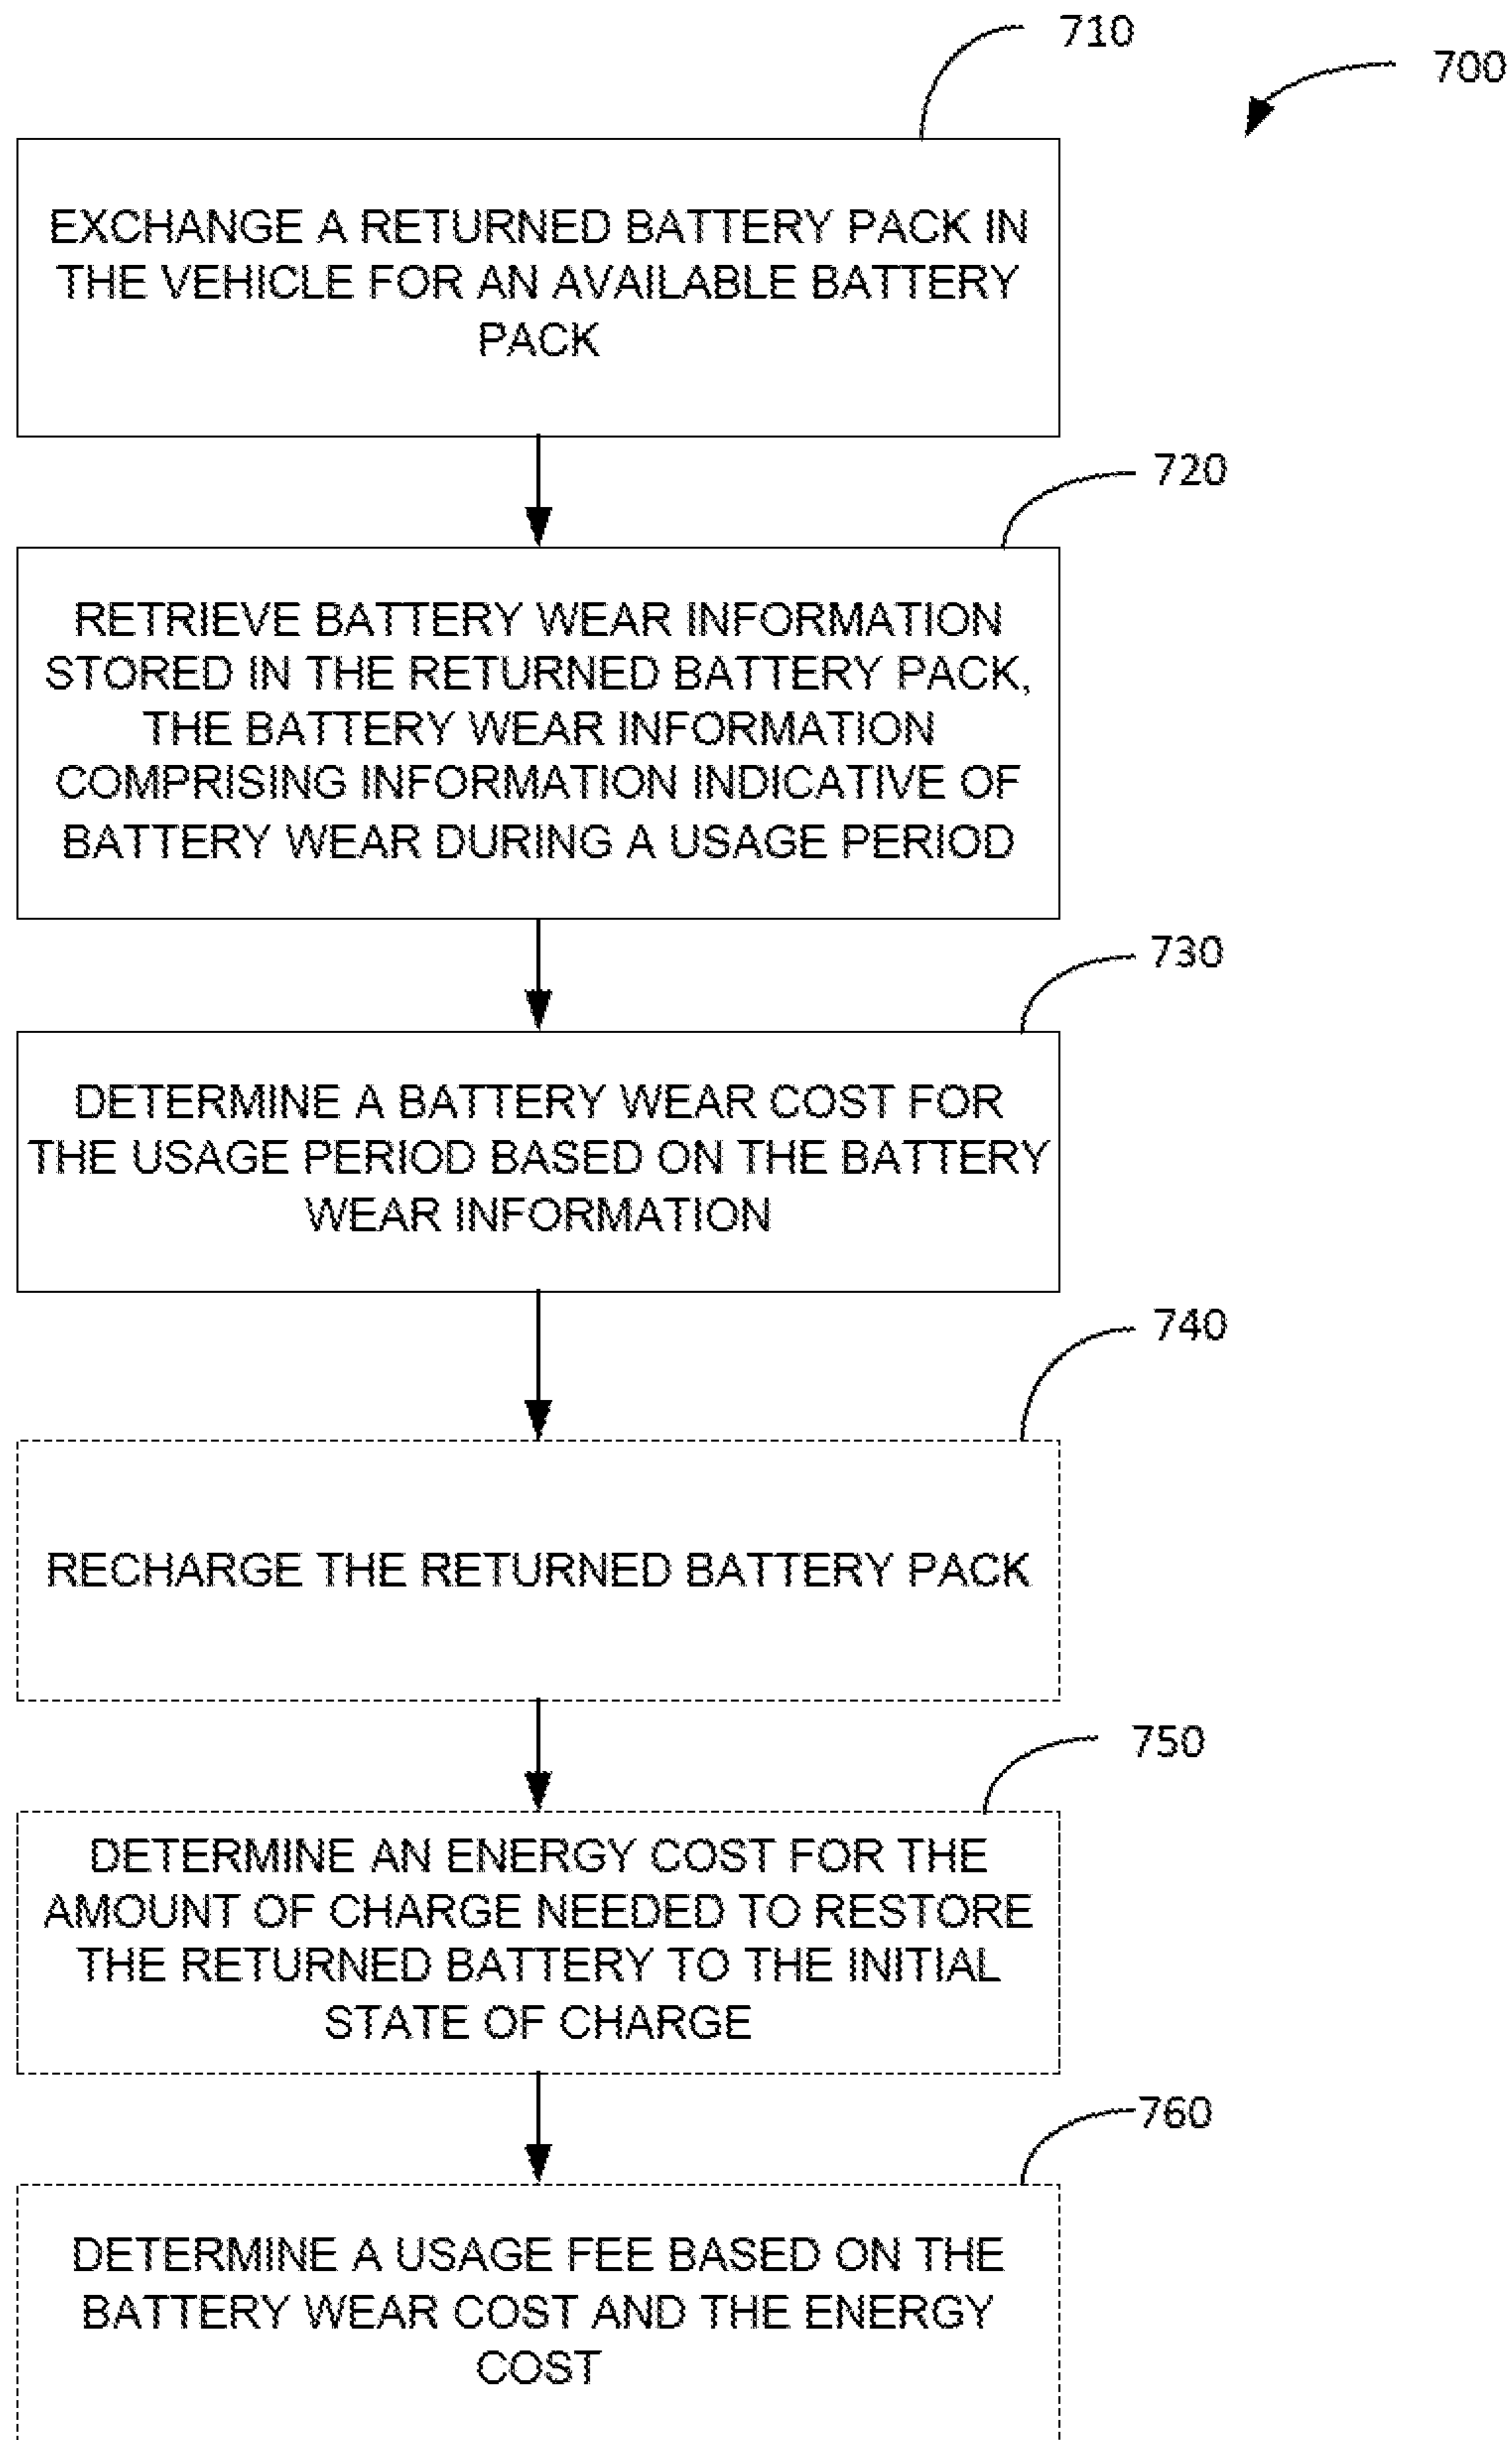 710
700
EXCHANGE A RETURNED BATTERY PACK IN
THE VEHICLE FOR AN AVAILABLE BATTERY
PACK
720
RETRIEVE BATTERY WEAR INFORMATION
STORED IN THE RETURNED BATTERY PACK,
THE BATTERY WEAR INFORMATION
COMPRISING INFORMATION INDICATIVE OF
BATTERY WEAR DURING A USAGE PERIOD
730
DETERMINE A BATTERY WEAR COST FOR
THE USAGE PERIOD BASED ON THE BATTERY
WEAR INFORMATION
740
RECHARGE THE RETURNED BATTERY PACK
750
DETERMINE AN ENERGY COST FOR THE
AMOUNT OF CHARGE NEEDED TO RESTORE
THE RETURNED BATTERY TO THE INITIAL
STATE OF CHARGE
760
DETERMINE A USAGE FEE BASED ON THE
BATTERY WEAR COST AND THE ENERGY
COST